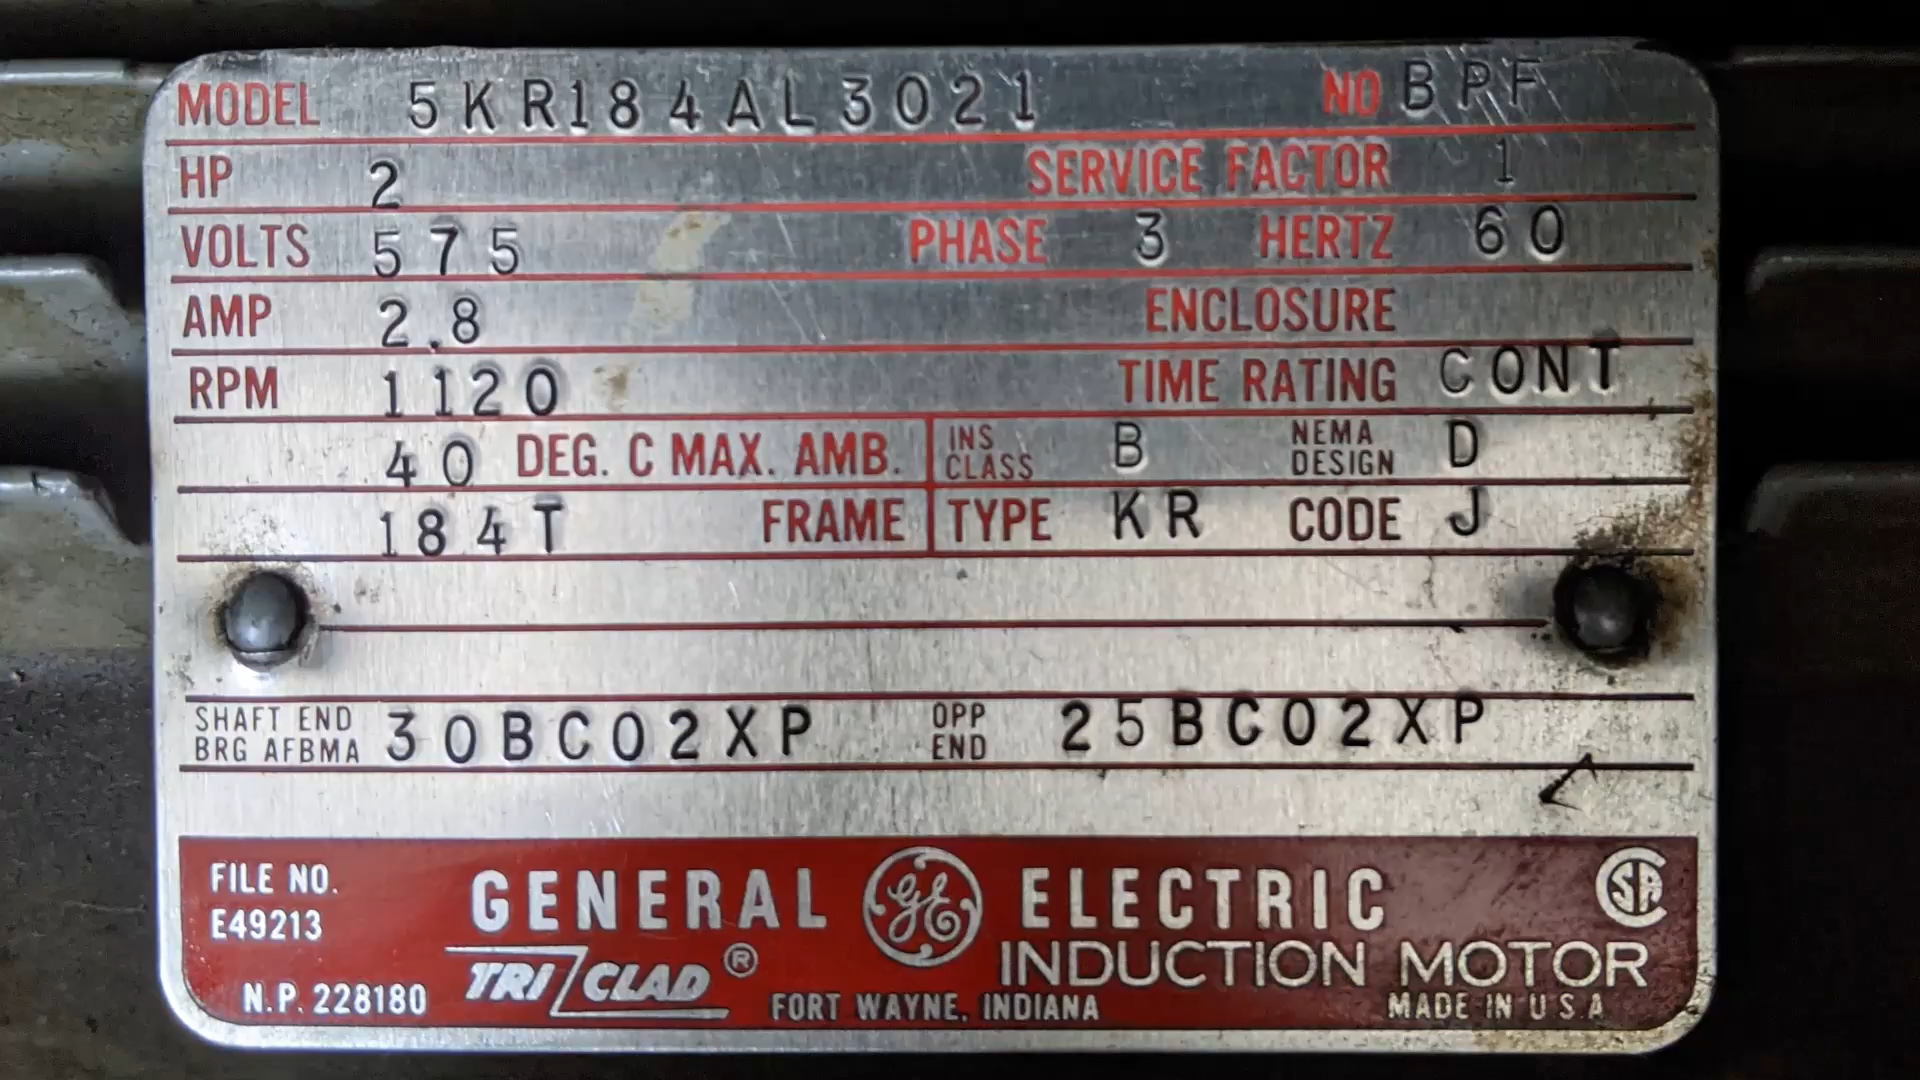 MODEL 5KR184AL3021 NO BPF
HP 2 SERVICE FACTOR 1
VOLTS 575 PHASE 3 HERTZ 60
AMP 2.8 ENCLOSURE
RPM 1120 TIME RATING CONT
40 DEG. C MAX. AMB. INS CLASS B NEMA DESIGN D
184T FRAME TYPE KR CODE J
SHAFT END BRG AFBMA 30BC02XP OPP END 25BC02XP
FILE NO. E49213
GENERAL GE ELECTRIC SA
TRI CLAD ® INDUCTION MOTOR
N.P. 228180 FORT WAYNE, INDIANA MADE IN U S A